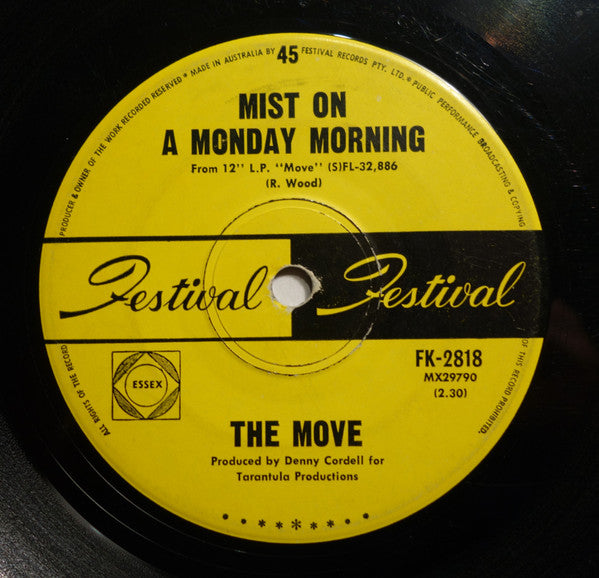 PRODUCER & OWNER OF THE WORK RECORDED RESERVED * MADE IN AUSTRALIA BY 45 FESTIVAL RECORDS PTY. LTD. * PUBLIC PERFORMANCE BROADCASTING & COPYING
MIST ON
A MONDAY MORNING
From 12" L.P. "Move" (S)FL-32,886
(R. Wood)
Festival Festival
ESSEX
FK-2818
MX29790
(2.30)
THE MOVE
Produced by Denny Cordell for
Tarantula Productions
ALL RIGHTS OF THE RECORD
OF THIS RECORD PROHIBITED.